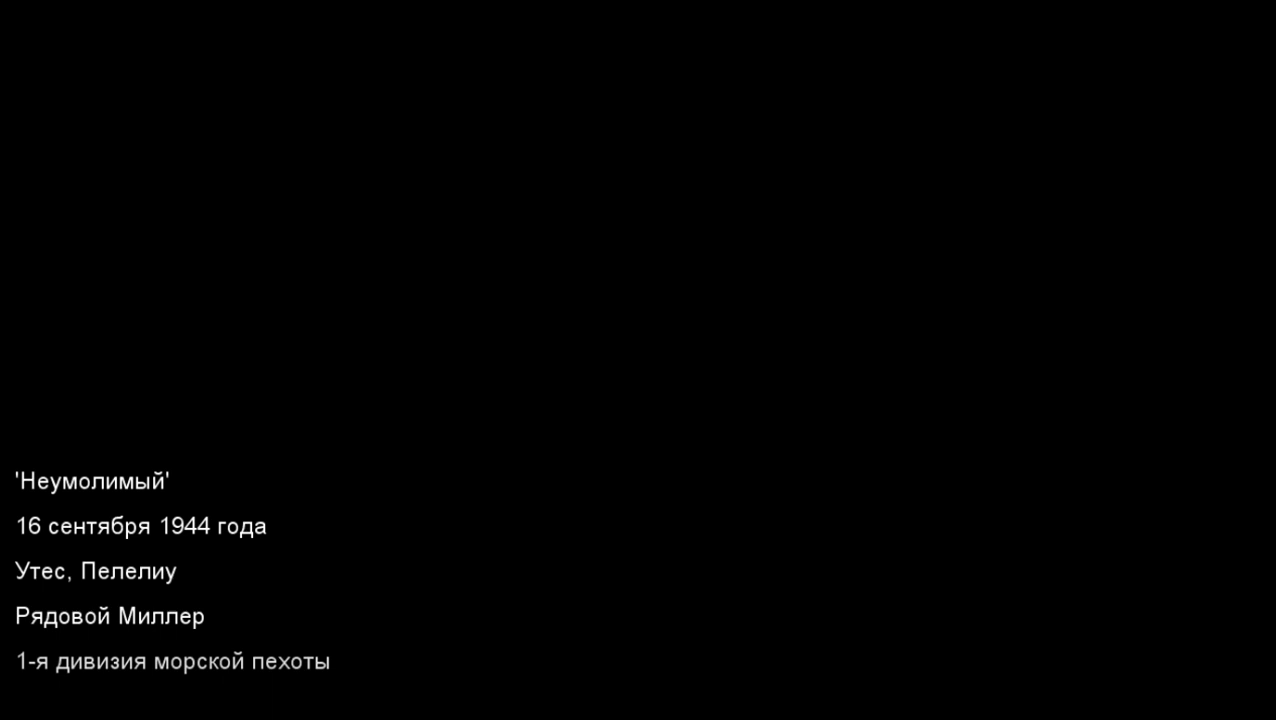 'Неумолимый'
16 сентября 1944 года
Утес, Пелелиу
Рядовой Миллер
1-я дивизия морской пехоты